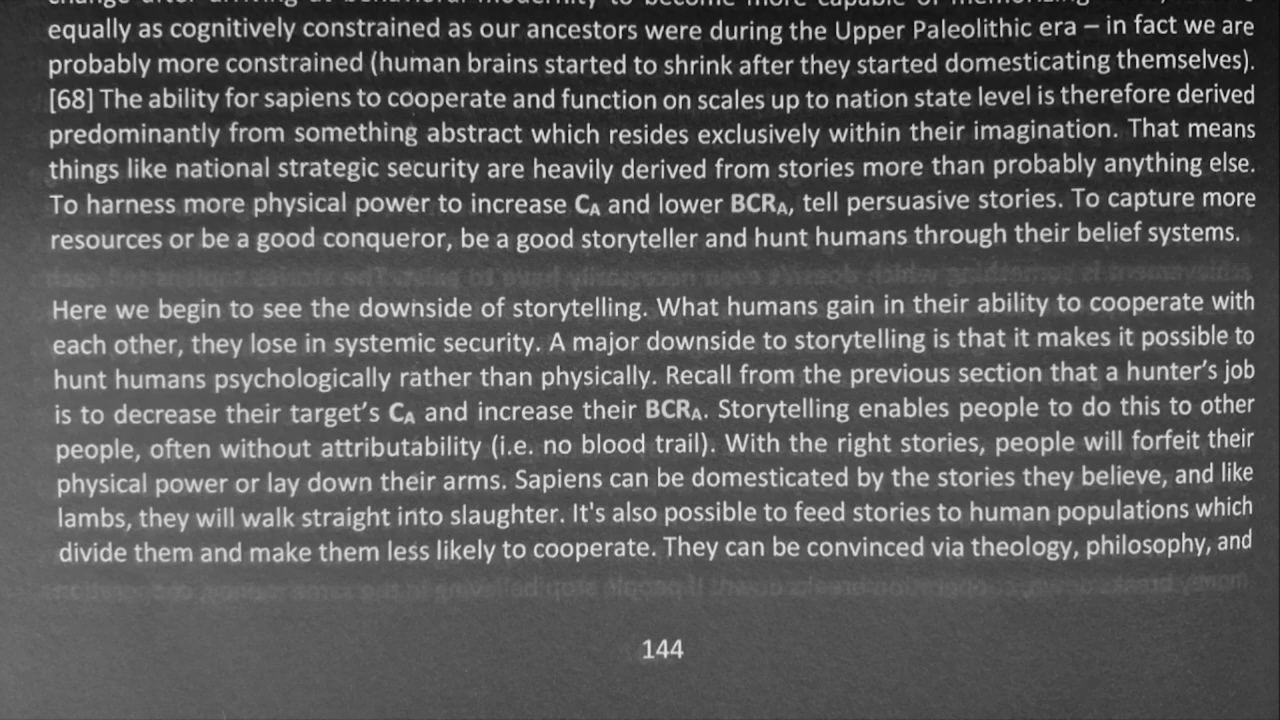 equally as cognitively constrained as our ancestors were during the Upper Paleolithic era – in fact we are
probably more constrained (human brains started to shrink after they started domesticating themselves).
[68] The ability for sapiens to cooperate and function on scales up to nation state level is therefore derived
predominantly from something abstract which resides exclusively within their imagination. That means
things like national strategic security are heavily derived from stories more than probably anything else.
To harness more physical power to increase CA and lower BCRA, tell persuasive stories. To capture more
resources or be a good conqueror, be a good storyteller and hunt humans through their belief systems.
Here we begin to see the downside of storytelling. What humans gain in their ability to cooperate with
each other, they lose in systemic security. A major downside to storytelling is that it makes it possible to
hunt humans psychologically rather than physically. Recall from the previous section that a hunter's job
is to decrease their target's CA and increase their BCRA. Storytelling enables people to do this to other
people, often without attributability (i.e. no blood trail). With the right stories, people will forfeit their
physical power or lay down their arms. Sapiens can be domesticated by the stories they believe, and like
lambs, they will walk straight into slaughter. It's also possible to feed stories to human populations which
divide them and make them less likely to cooperate. They can be convinced via theology, philosophy, and
144